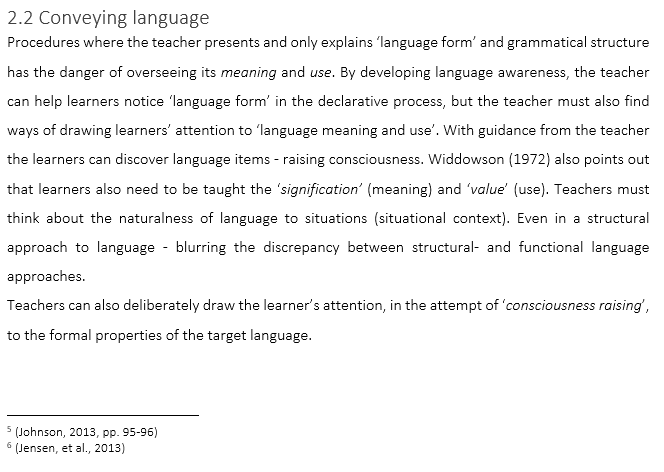 2.2 Conveying language
Procedures where the teacher presents and only explains ‘language form’ and grammatical structure
has the danger of overseeing its meaning and use. By developing language awareness, the teacher
can help learners notice ‘language form’ in the declarative process, but the teacher must also find
ways of drawing learners’ attention to ‘language meaning and use’. With guidance from the teacher
the learners can discover language items - raising consciousness. Widdowson (1972) also points out
that learners also need to be taught the ‘signification’ (meaning) and ‘value’ (use). Teachers must
think about the naturalness of language to situations (situational context). Even in a structural
approach to language - blurring the discrepancy between structural- and functional language
approaches.
Teachers can also deliberately draw the learner’s attention, in the attempt of ‘consciousness raising’,
to the formal properties of the target language.
5 (Johnson, 2013, pp. 95-96)
6 (Jensen, et al., 2013)